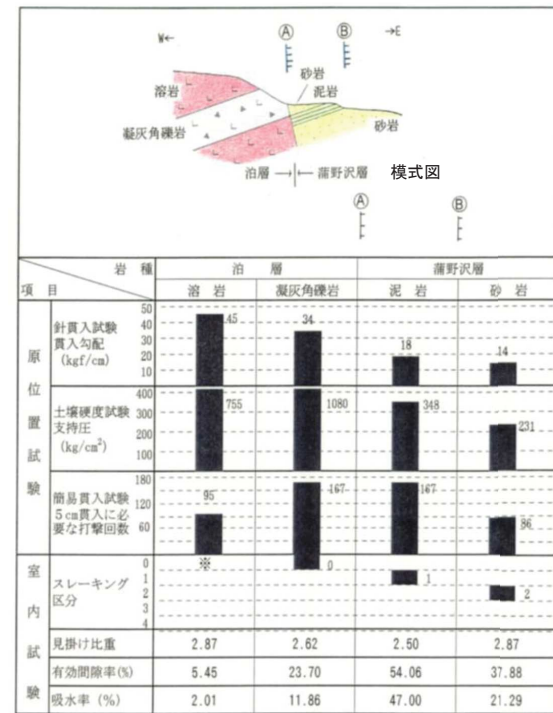 Ⓐ Ⓑ
W← →E
砂岩
溶岩 泥岩
凝灰角礫岩 砂岩
泊層 → ← 蒲野沢層 模式図
Ⓐ Ⓑ
岩種 泊層 蒲野沢層
項目 溶岩 凝灰角礫岩 泥岩 砂岩
原位置試験
針貫入試験
貫入勾配
(kgf/cm)
50
40
30
20
10
45 34 18 14
土壌硬度試験
支持圧
(kg/cm²)
400
300
200
100
755 1080 348 231
簡易貫入試験
5cm貫入に必
要な打撃回数
180
120
60
95 167 167 86
室内試験
スレーキング
区分
0
1
2
3
4
※ 0 1 2
見掛け比重 2.87 2.62 2.50 2.87
有効間隙率(%) 5.45 23.70 54.06 37.88
吸水率 (%) 2.01 11.86 47.00 21.29